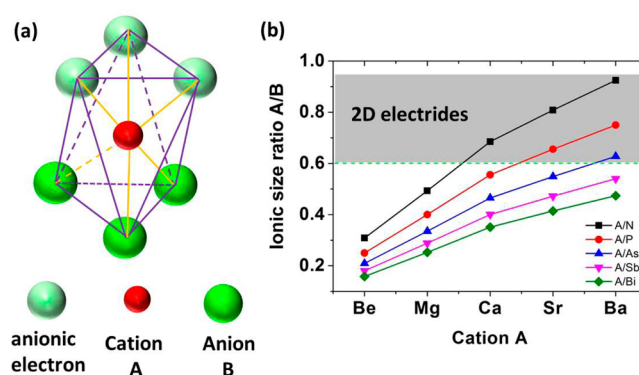 (a)
anionic
electron
Cation
A
Anion
B
(b)
Ionic size ratio A/B
1.0
0.8
0.6
0.4
0.2
2D electrides
A/N
A/P
A/As
A/Sb
A/Bi
Be Mg Ca Sr Ba
Cation A